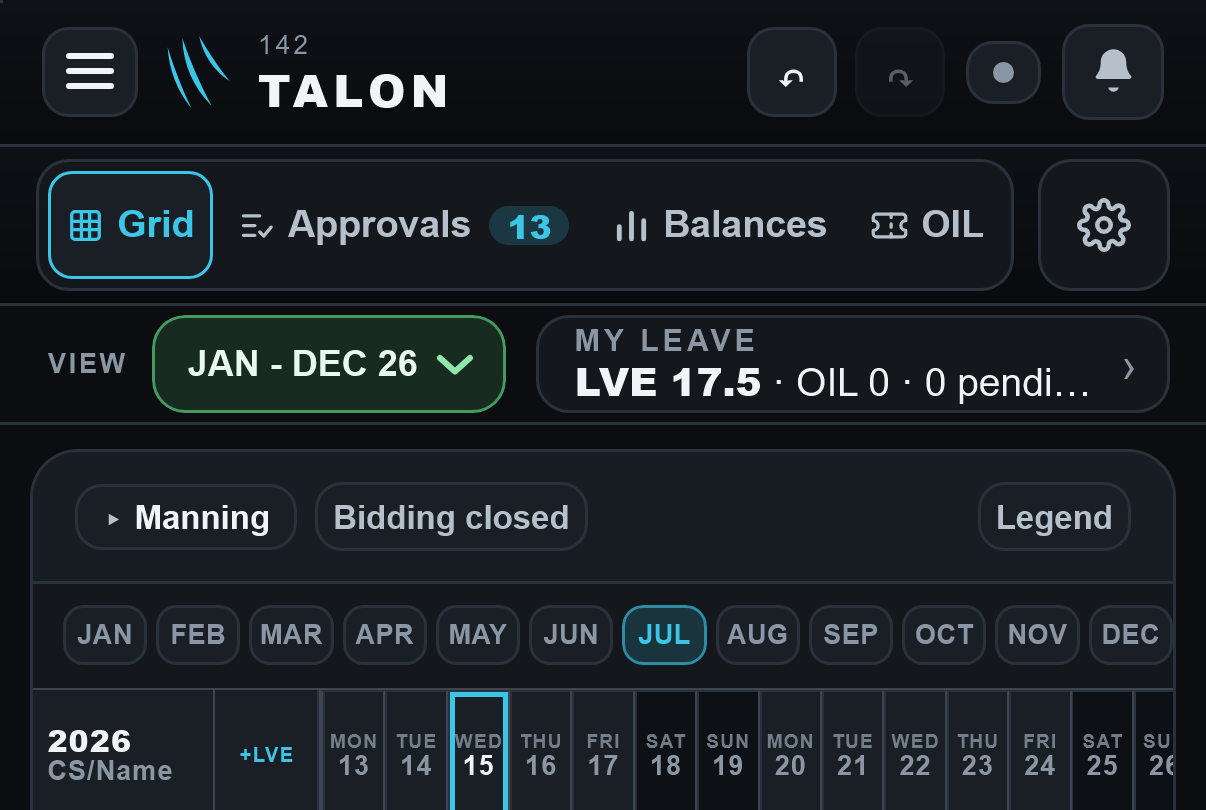 142
TALON
Grid Approvals 13 Balances OIL
VIEW JAN - DEC 26
MY LEAVE
LVE 17.5 · OIL 0 · 0 pendi…
Manning Bidding closed Legend
JAN FEB MAR APR MAY JUN JUL AUG SEP OCT NOV DEC
2026
CS/Name
+LVE
MON TUE WED THU FRI SAT SUN MON TUE WED THU FRI SAT SU
13 14 15 16 17 18 19 20 21 22 23 24 25 26